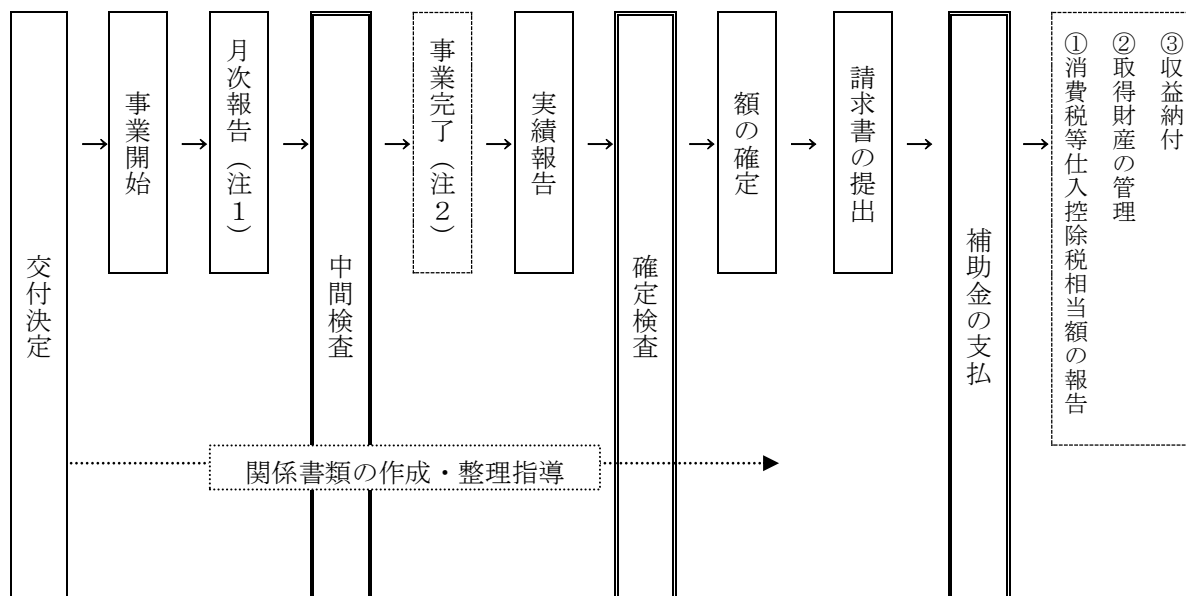 交付決定
事業開始
月次報告（注１）
中間検査
事業完了（注２）
実績報告
確定検査
額の確定
請求書の提出
補助金の支払
①消費税等仕入控除税相当額の報告
②取得財産の管理
③収益納付
関係書類の作成・整理指導